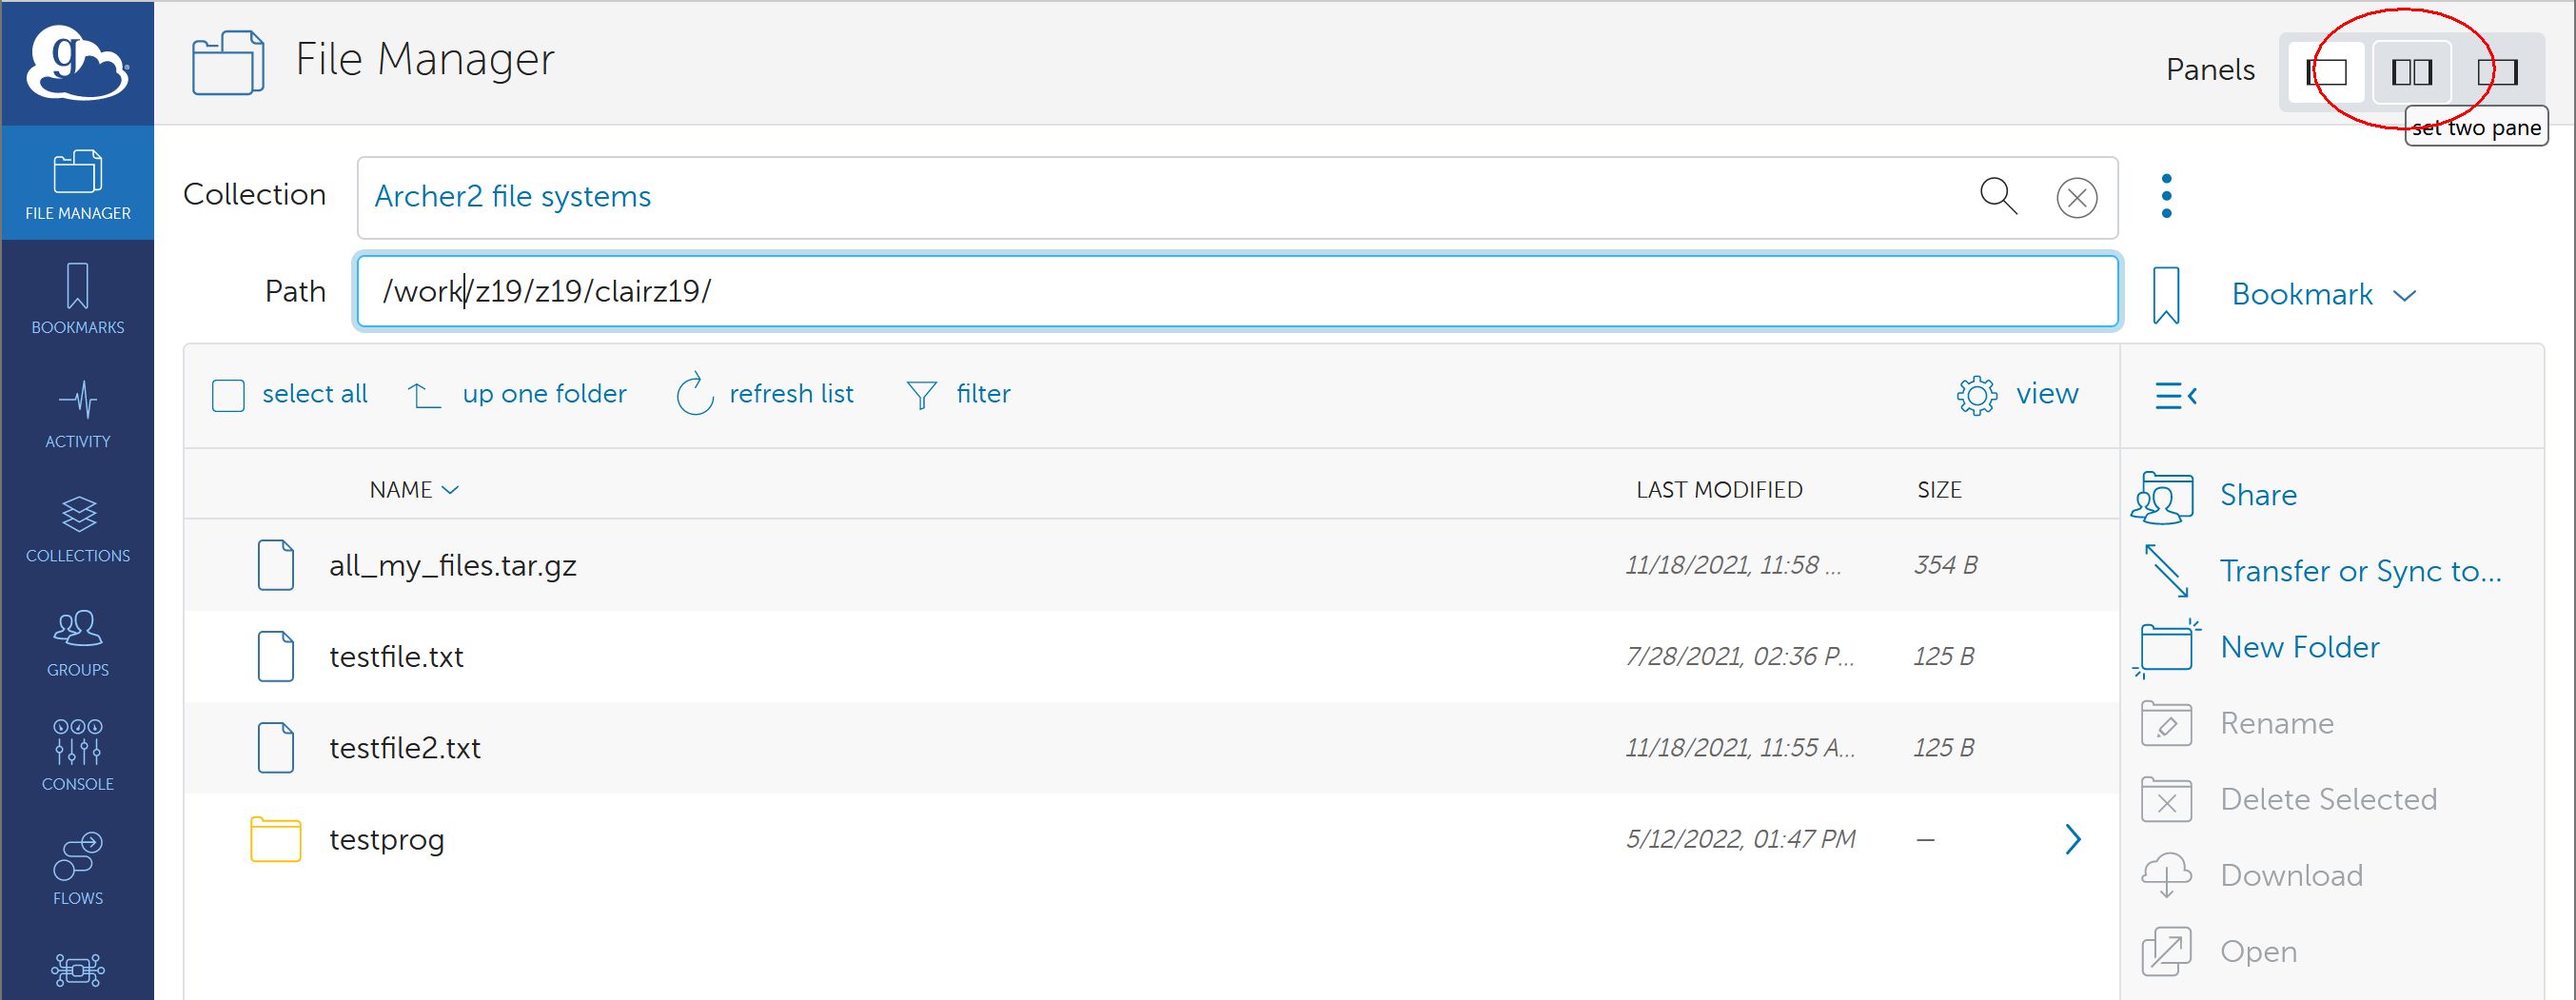 g
File Manager
Panels
set two pane
FILE MANAGER
BOOKMARKS
ACTIVITY
COLLECTIONS
GROUPS
CONSOLE
FLOWS
Collection Archer2 file systems
Path /work/z19/z19/clairz19/ Bookmark
select all up one folder refresh list filter view
NAME LAST MODIFIED SIZE
all_my_files.tar.gz 11/18/2021, 11:58 ... 354 B
testfile.txt 7/28/2021, 02:36 P... 125 B
testfile2.txt 11/18/2021, 11:55 A... 125 B
testprog 5/12/2022, 01:47 PM —
Share
Transfer or Sync to...
New Folder
Rename
Delete Selected
Download
Open